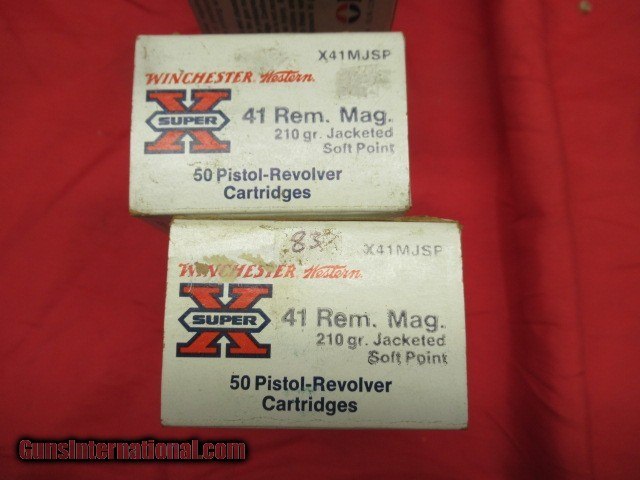 X41MJSP
WINCHESTER Western
X
SUPER
41 Rem. Mag.
210 gr. Jacketed
Soft Point
50 Pistol-Revolver
Cartridges
83
X41MJSP
WINCHESTER Western
X
SUPER
41 Rem. Mag.
210 gr. Jacketed
Soft Point
50 Pistol-Revolver
Cartridges
GunsInternational.com